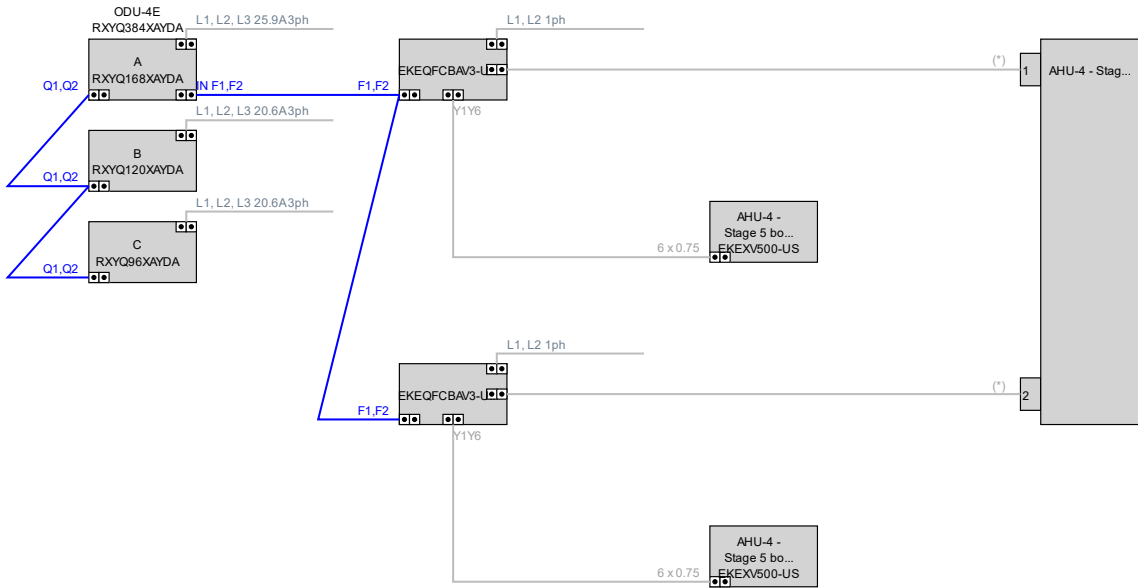 ODU-4E
RXYQ384XAYDA
L1, L2, L3 25.9A3ph
A
RXYQ168XAYDA
Q1,Q2
IN F1,F2
L1, L2, L3 20.6A3ph
B
RXYQ120XAYDA
Q1,Q2
L1, L2, L3 20.6A3ph
C
RXYQ96XAYDA
Q1,Q2
L1, L2 1ph
EKEQFCBAV3-U
F1,F2
Y1Y6
(*)
1
AHU-4 - Stag...
AHU-4 -
Stage 5 bo...
EKEXV500-US
6 x 0.75
L1, L2 1ph
EKEQFCBAV3-U
F1,F2
Y1Y6
(*)
2
AHU-4 -
Stage 5 bo...
EKEXV500-US
6 x 0.75